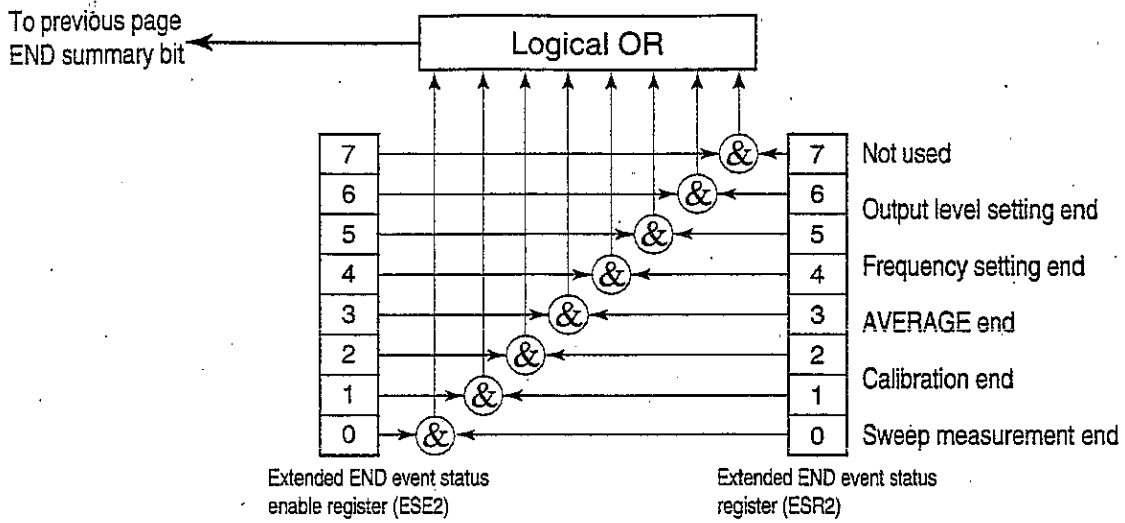 To previous page
END summary bit
Logical OR
7 & 7 Not used
6 & 6
Output level setting end
5 & 5
4 & 4 Frequency setting end
3 & 3 AVERAGE end
2 & 2
Calibration end
1 & 1
0 & 0 Sweep measurement end
Extended END event status
enable register (ESE2)
Extended END event status
register (ESR2)